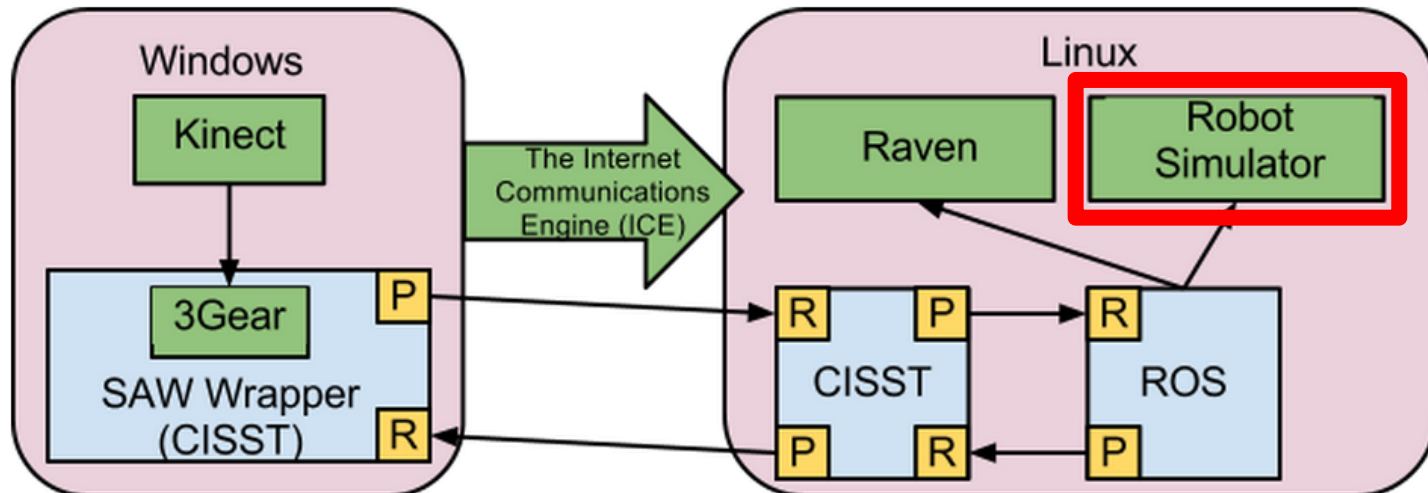 Windows
Kinect
3Gear
P
SAW Wrapper
(CISST)
R
The Internet
Communications
Engine (ICE)
Linux
Raven
Robot
Simulator
R
P
CISST
P
R
R
ROS
P